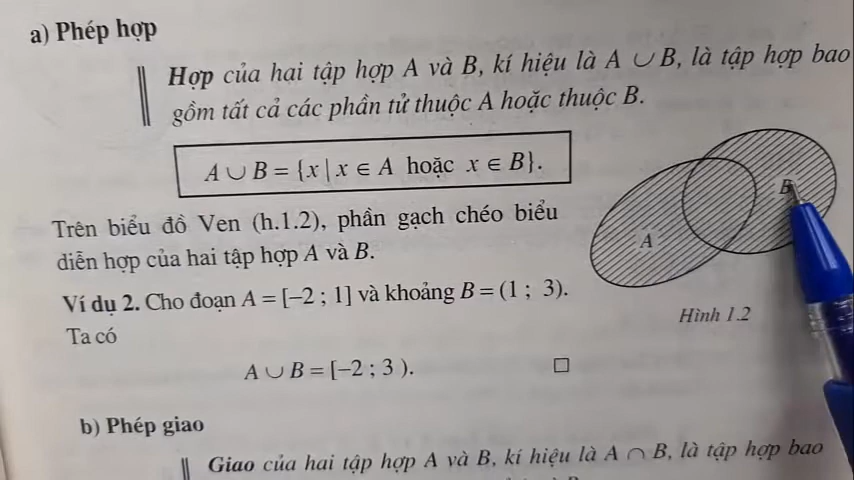 a) Phép hợp
Hợp của hai tập hợp A và B, kí hiệu là A ∪ B, là tập hợp bao
gồm tất cả các phần tử thuộc A hoặc thuộc B.
A ∪ B = {x | x ∈ A hoặc x ∈ B}.
Trên biểu đồ Ven (h.1.2), phần gạch chéo biểu
diễn hợp của hai tập hợp A và B.
A
B
Ví dụ 2. Cho đoạn A = [−2 ; 1] và khoảng B = (1 ; 3).
Hình 1.2
Ta có
A ∪ B = [−2 ; 3 ).
b) Phép giao
Giao của hai tập hợp A và B, kí hiệu là A ∩ B, là tập hợp bao